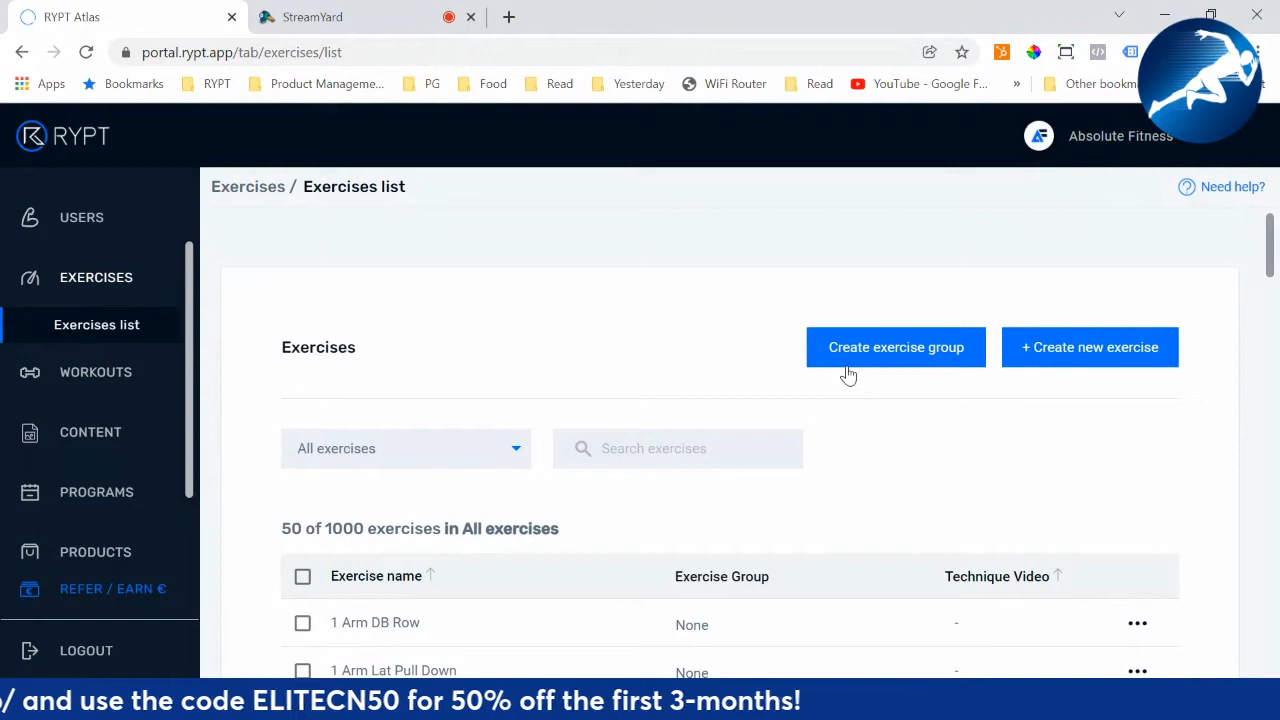 RYPT Atlas
StreamYard
portal.rypt.app/tab/exercises/list
Apps
Bookmarks
RYPT
Product Manageme...
PG
Food
Read
Yesterday
WiFi Router
Read
YouTube - Google F...
»
Other bookm
RYPT
Absolute Fitness
Exercises / Exercises list
Need help?
USERS
EXERCISES
Exercises list
WORKOUTS
CONTENT
PROGRAMS
PRODUCTS
REFER / EARN €
LOGOUT
Exercises
Create exercise group
+ Create new exercise
All exercises
Search exercises
50 of 1000 exercises in All exercises
Exercise name
Exercise Group
Technique Video
1 Arm DB Row
None
-
1 Arm Lat Pull Down
None
-
/ and use the code ELITECN50 for 50% off the first 3-months!